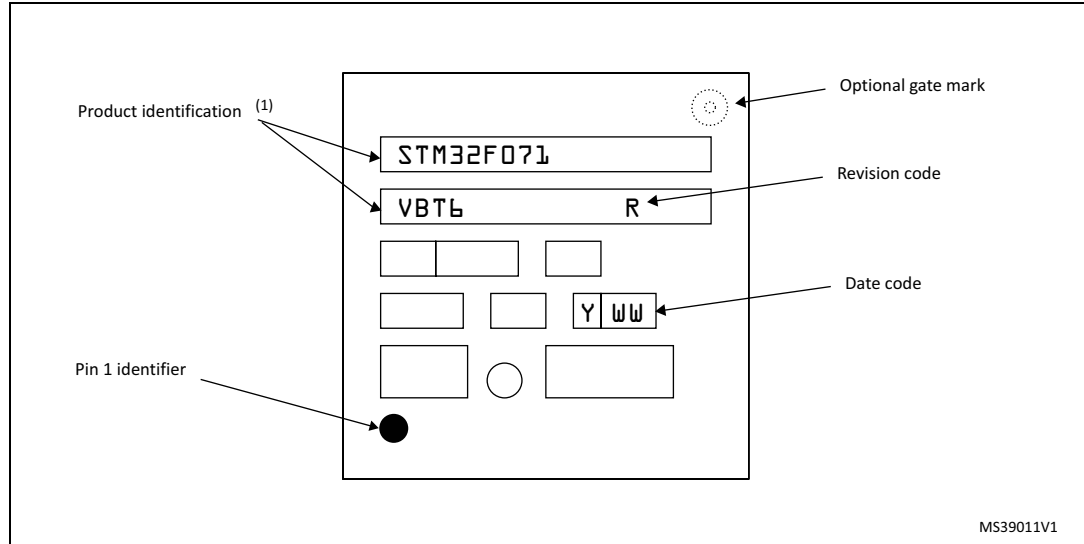 Optional gate mark
Product identification (1)
STM32F071
Revision code
VBT6 R
Date code
Y WW
Pin 1 identifier
MS39011V1